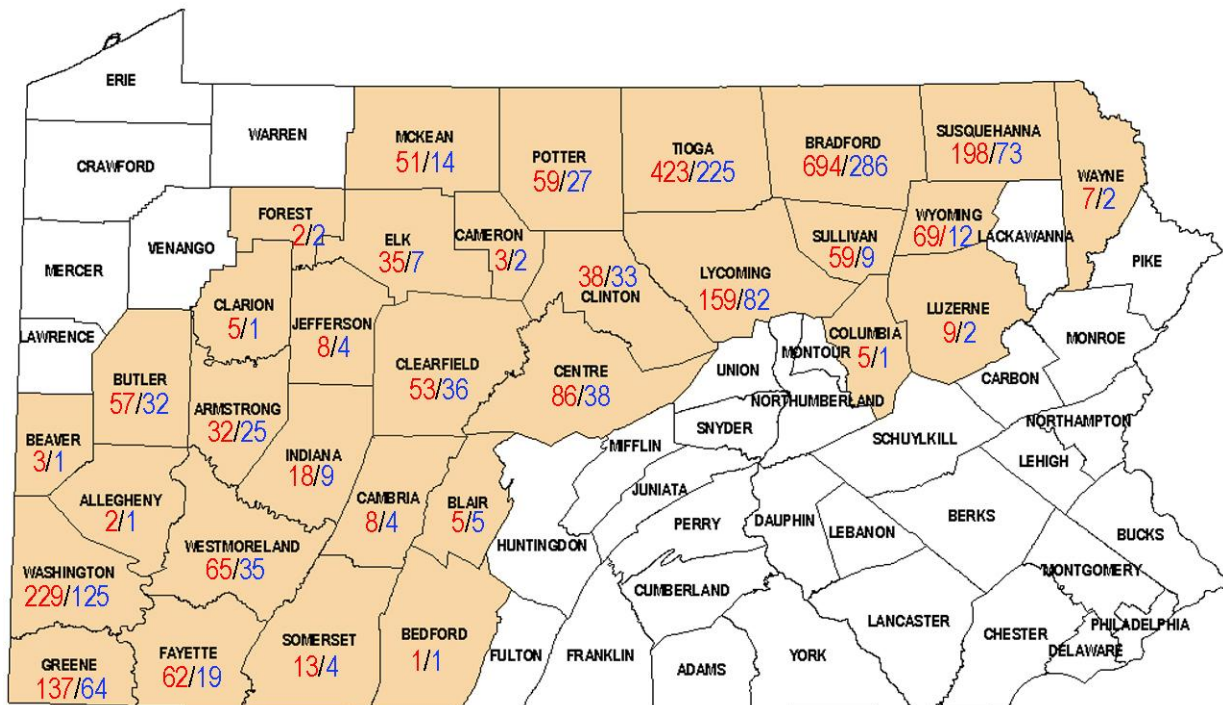 ERIE
WARREN
CRAWFORD
MCKEAN
51/14
POTTER
59/27
TIOGA
423/225
BRADFORD
694/286
SUSQUEHANNA
198/73
WAYNE
7/2
FOREST
2/2
VENANGO
ELK
35/7
CAMERON
3/2
SULLIVAN
59/9
WYOMING
69/12
LACKAWANNA
MERCER
PIKE
38/33
CLINTON
LYCOMING
159/82
CLARION
5/1
JEFFERSON
8/4
LUZERNE
9/2
COLUMBIA
5/1
LAWRENCE
MONROE
CLEARFIELD
53/36
CENTRE
86/38
UNION
MONTOUR
CARBON
BUTLER
57/32
ARMSTRONG
32/25
NORTHUMBERLAND
NORTHAMPTON
SNYDER
BEAVER
3/1
INDIANA
18/9
MIFFLIN
SCHUYLKILL
LEHIGH
ALLEGHENY
2/1
CAMBRIA
8/4
BLAIR
5/5
JUNIATA
PERRY
DAUPHIN
LEBANON
BERKS
BUCKS
HUNTINGDON
WESTMORELAND
65/35
WASHINGTON
229/125
MONTGOMERY
CUMBERLAND
LANCASTER
PHILADELPHIA
CHESTER
DELAWARE
SOMERSET
13/4
BEDFORD
1/1
FAYETTE
62/19
GREENE
137/64
FULTON
FRANKLIN
ADAMS
YORK